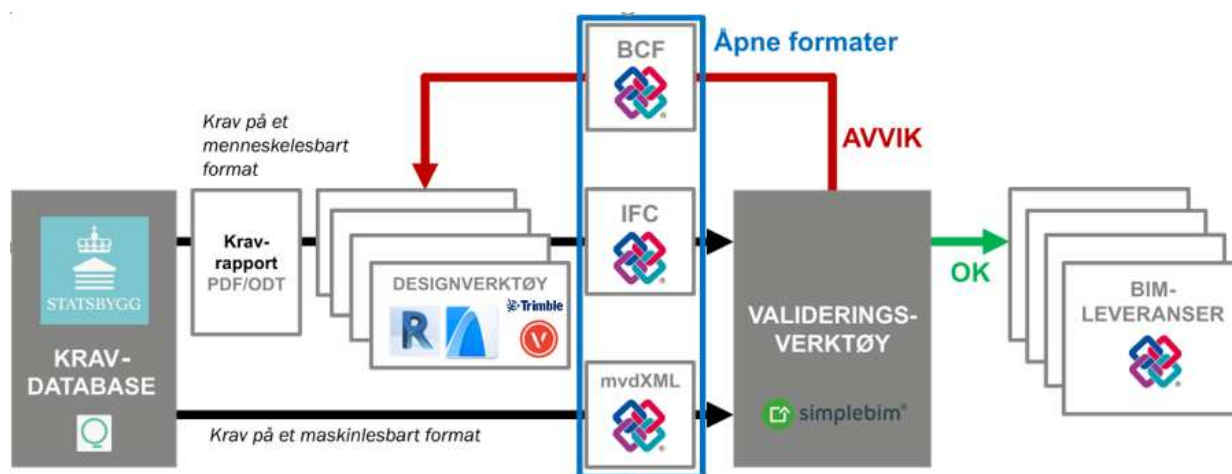 BCF
Åpne formater
Krav på et
menneskelesbart
format
AVVIK
STATSBYGG
KRAV-
DATABASE
Krav-
rapport
PDF/ODT
DESIGNVERKTØY
R
Trimble
V
IFC
VALIDERINGS-
VERKTØY
simplebim®
OK
BIM-
LEVERANSER
mvdXML
Krav på et maskinlesbart format